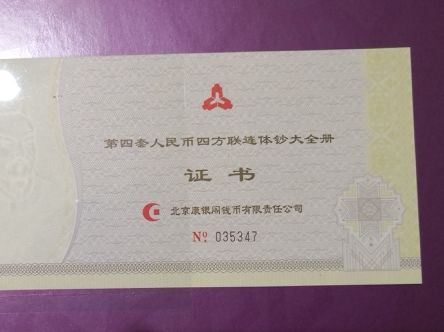 第四套人民币四方联连体钞大全册
证书
北京康银阁钱币有限责任公司
Nº 035347